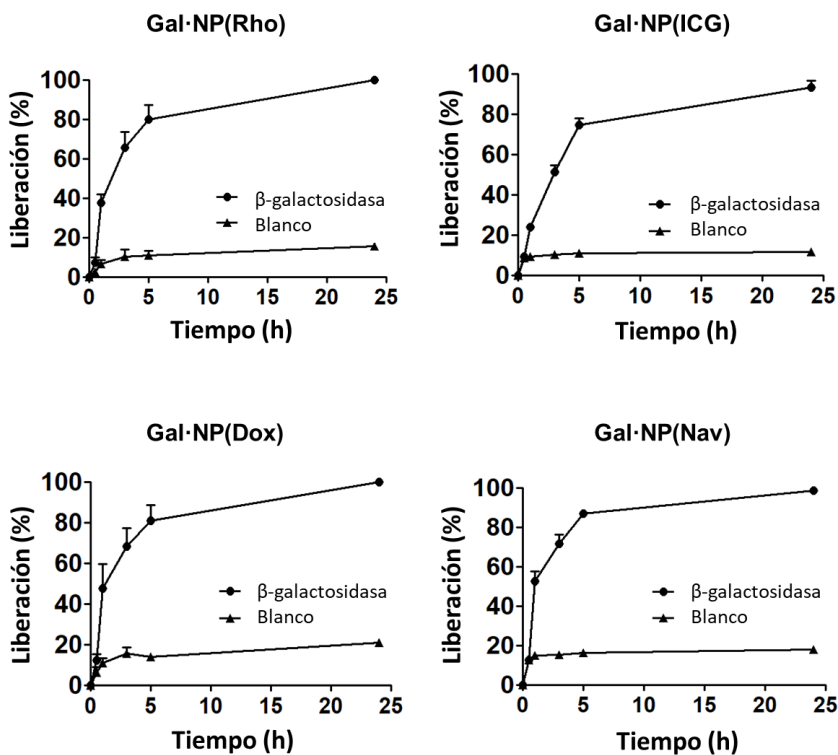 Gal·NP(Rho)
Liberación (%)
100
80
60
40
20
0
β-galactosidasa
Blanco
0 5 10 15 20 25
Tiempo (h)
Gal·NP(ICG)
Liberación (%)
100
80
60
40
20
0
β-galactosidasa
Blanco
0 5 10 15 20 25
Tiempo (h)
Gal·NP(Dox)
Liberación (%)
100
80
60
40
20
0
β-galactosidasa
Blanco
0 5 10 15 20 25
Tiempo (h)
Gal·NP(Nav)
Liberación (%)
100
80
60
40
20
0
β-galactosidasa
Blanco
0 5 10 15 20 25
Tiempo (h)